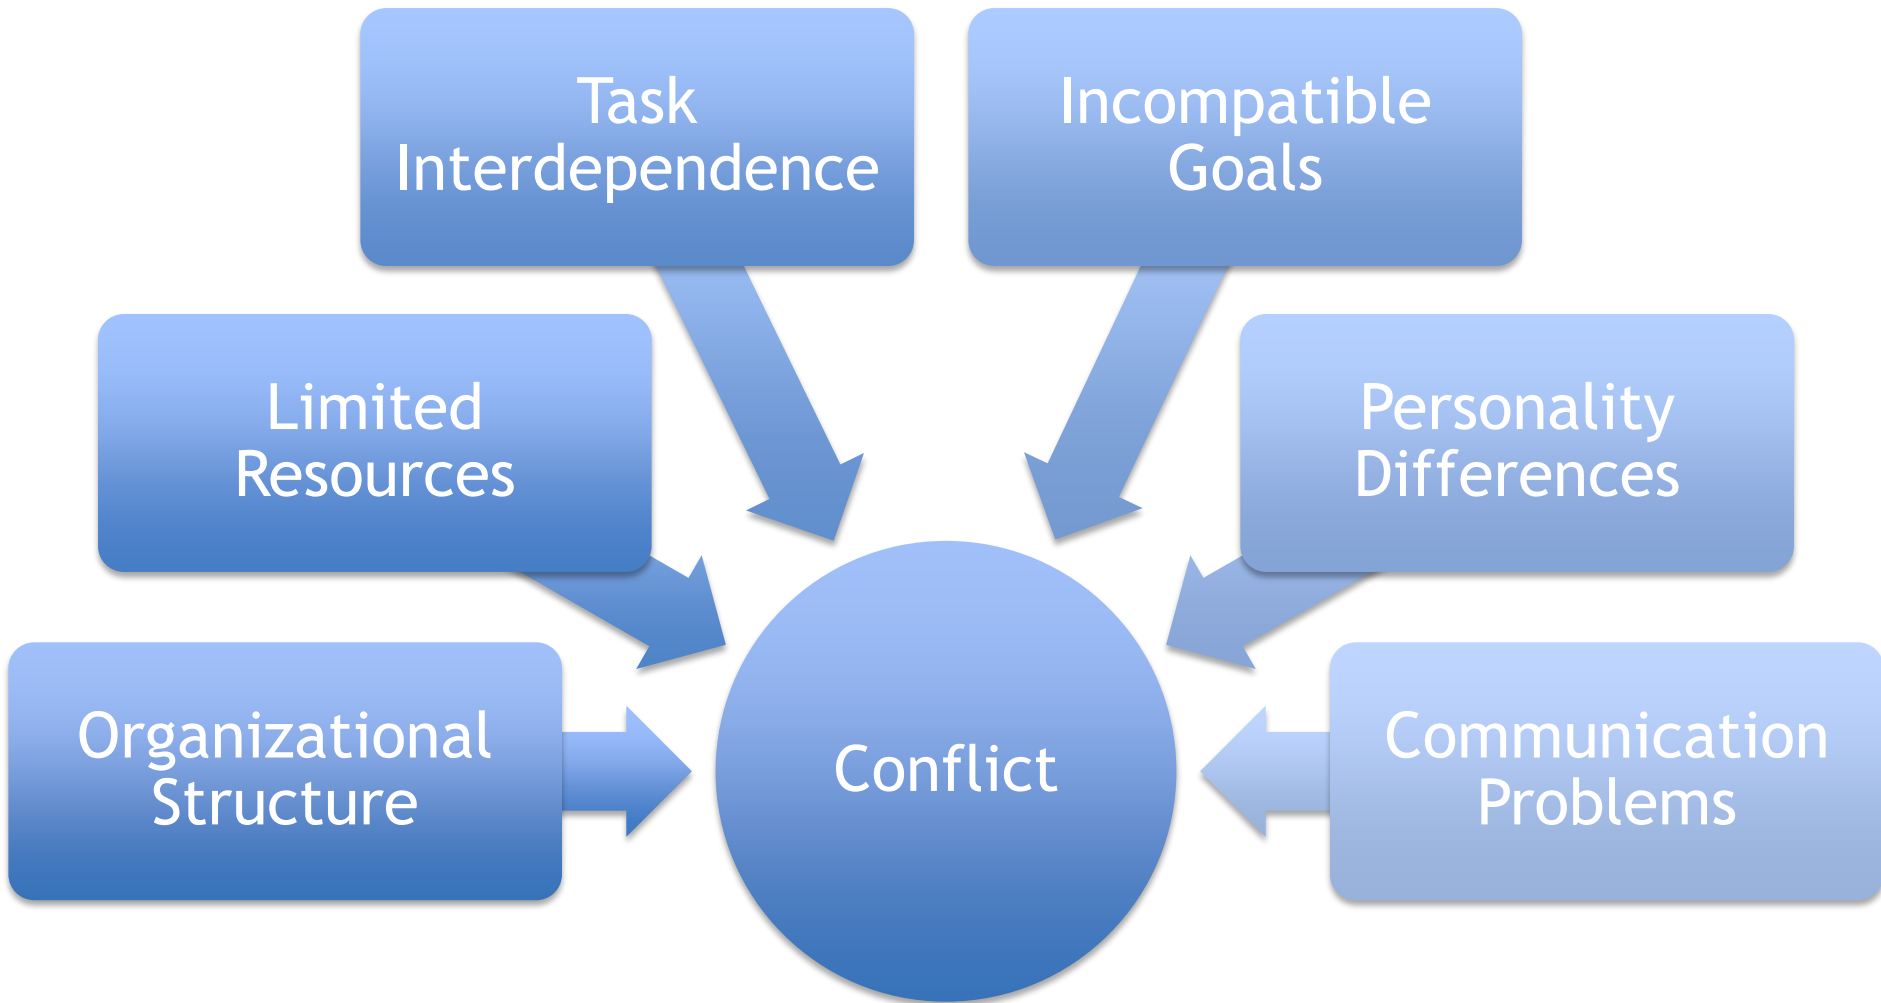 Task
Interdependence
Incompatible
Goals
Limited
Resources
Personality
Differences
Organizational
Structure
Conflict
Communication
Problems